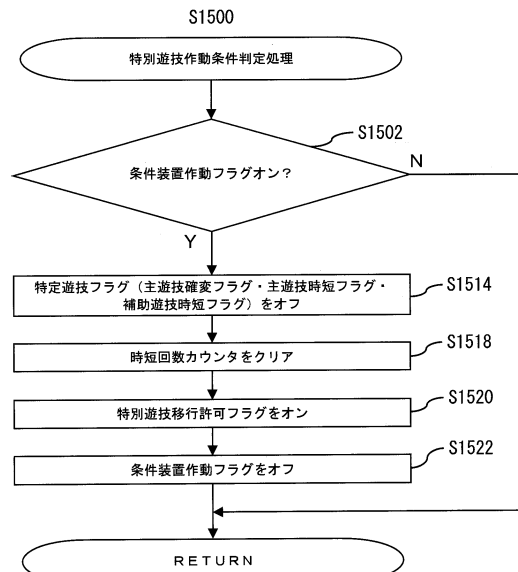 S1500
特別遊技作動条件判定処理
S1502
条件装置作動フラグオン？
N
Y
特定遊技フラグ（主遊技確変フラグ・主遊技時短フラグ・
補助遊技時短フラグ）をオフ
S1514
時短回数カウンタをクリア
S1518
特別遊技移行許可フラグをオン
S1520
条件装置作動フラグをオフ
S1522
ＲＥＴＵＲＮ